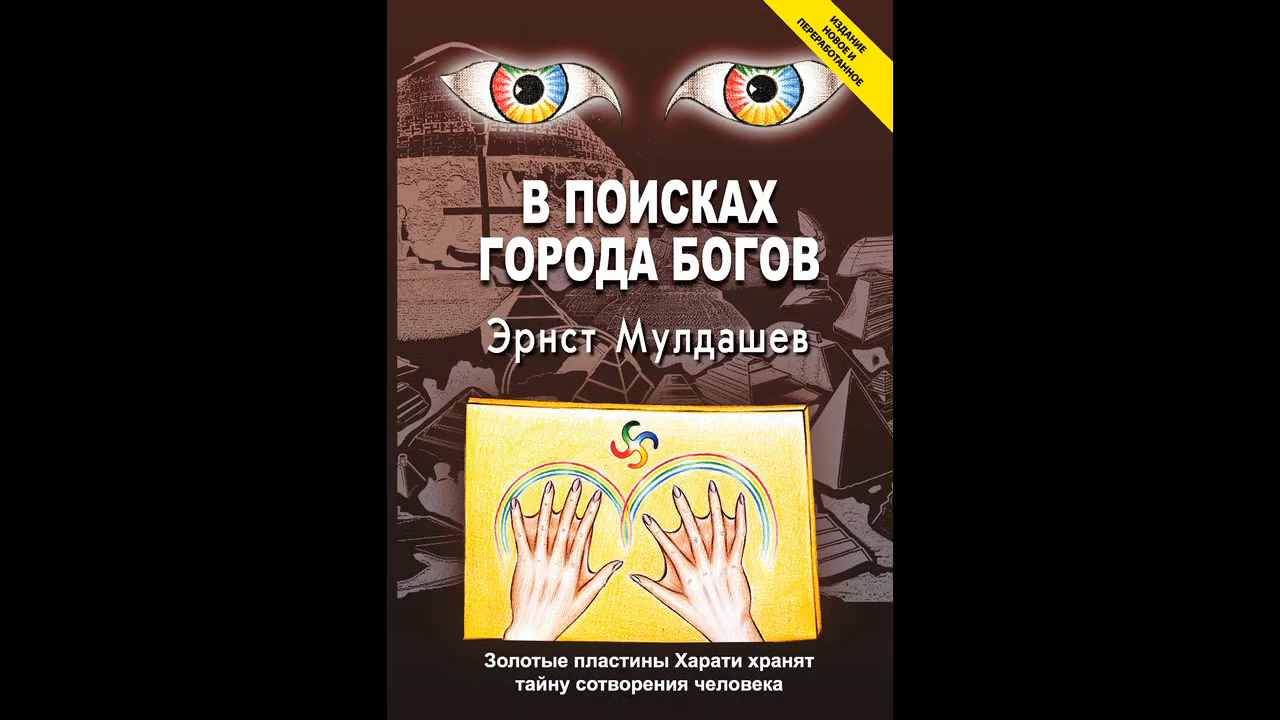 ИЗДАНИЕ
НОВОЕ И
ПЕРЕРАБОТАННОЕ
В ПОИСКАХ
ГОРОДА БОГОВ
Эрнст Мулдашев
Золотые пластины Харати хранят
тайну сотворения человека